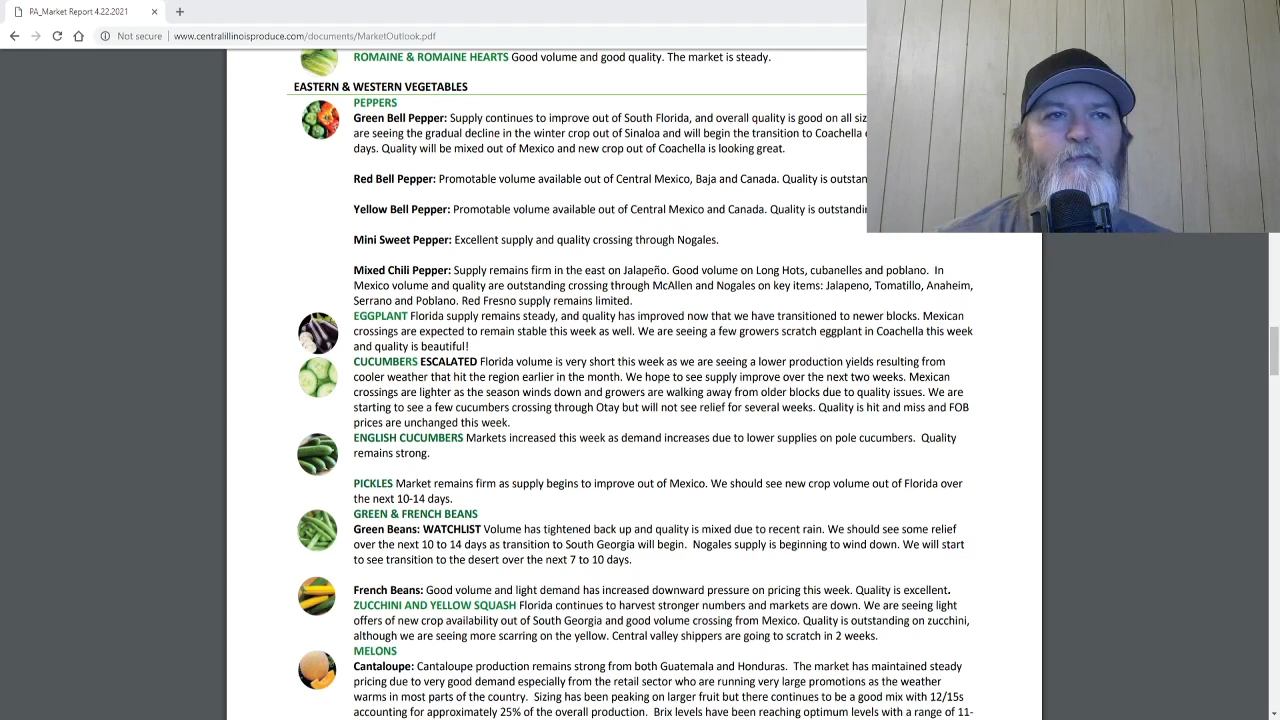 PA_Market Report 4.22.2021
Not secure | www.centralillinoisproduce.com/documents/MarketOutlook.pdf
ROMAINE & ROMAINE HEARTS Good volume and good quality. The market is steady.
EASTERN & WESTERN VEGETABLES
PEPPERS
Green Bell Pepper: Supply continues to improve out of South Florida, and overall quality is good on all
are seeing the gradual decline in the winter crop out of Sinaloa and will begin the transition to Coachella
days. Quality will be mixed out of Mexico and new crop out of Coachella is looking great.
Red Bell Pepper: Promotable volume available out of Central Mexico, Baja and Canada. Quality is
Yellow Bell Pepper: Promotable volume available out of Central Mexico and Canada. Quality is
Mini Sweet Pepper: Excellent supply and quality crossing through Nogales.
Mixed Chili Pepper: Supply remains firm in the east on Jalapeño. Good volume on Long Hots, cubanelles and poblano. In
Mexico volume and quality are outstanding crossing through McAllen and Nogales on key items: Jalapeno, Tomatillo, Anaheim,
Serrano and Poblano. Red Fresno supply remains limited.
EGGPLANT Florida supply remains steady, and quality has improved now that we have transitioned to newer blocks. Mexican
crossings are expected to remain stable this week as well. We are seeing a few growers scratch eggplant in Coachella this week
and quality is beautiful!
CUCUMBERS ESCALATED Florida volume is very short this week as we are seeing a lower production yields resulting from
cooler weather that hit the region earlier in the month. We hope to see supply improve over the next two weeks. Mexican
crossings are lighter as the season winds down and growers are walking away from older blocks due to quality issues. We are
starting to see a few cucumbers crossing through Otay but will not see relief for several weeks. Quality is hit and miss and FOB
prices are unchanged this week.
ENGLISH CUCUMBERS Markets increased this week as demand increases due to lower supplies on pole cucumbers. Quality
remains strong.
PICKLES Market remains firm as supply begins to improve out of Mexico. We should see new crop volume out of Florida over
the next 10-14 days.
GREEN & FRENCH BEANS
Green Beans: WATCHLIST Volume has tightened back up and quality is mixed due to recent rain. We should see some relief
over the next 10 to 14 days as transition to South Georgia will begin. Nogales supply is beginning to wind down. We will start
to see transition to the desert over the next 7 to 10 days.
French Beans: Good volume and light demand has increased downward pressure on pricing this week. Quality is excellent.
ZUCCHINI AND YELLOW SQUASH Florida continues to harvest stronger numbers and markets are down. We are seeing light
offers of new crop availability out of South Georgia and good volume crossing from Mexico. Quality is outstanding on zucchini,
although we are seeing more scarring on the yellow. Central valley shippers are going to scratch in 2 weeks.
MELONS
Cantaloupe: Cantaloupe production remains strong from both Guatemala and Honduras. The market has maintained steady
pricing due to very good demand especially from the retail sector who are running very large promotions as the weather
warms in most parts of the country. Sizing has been peaking on larger fruit but there continues to be a good mix with 12/15s
accounting for approximately 25% of the overall production. Brix levels have been reaching optimum levels with a range of 11-